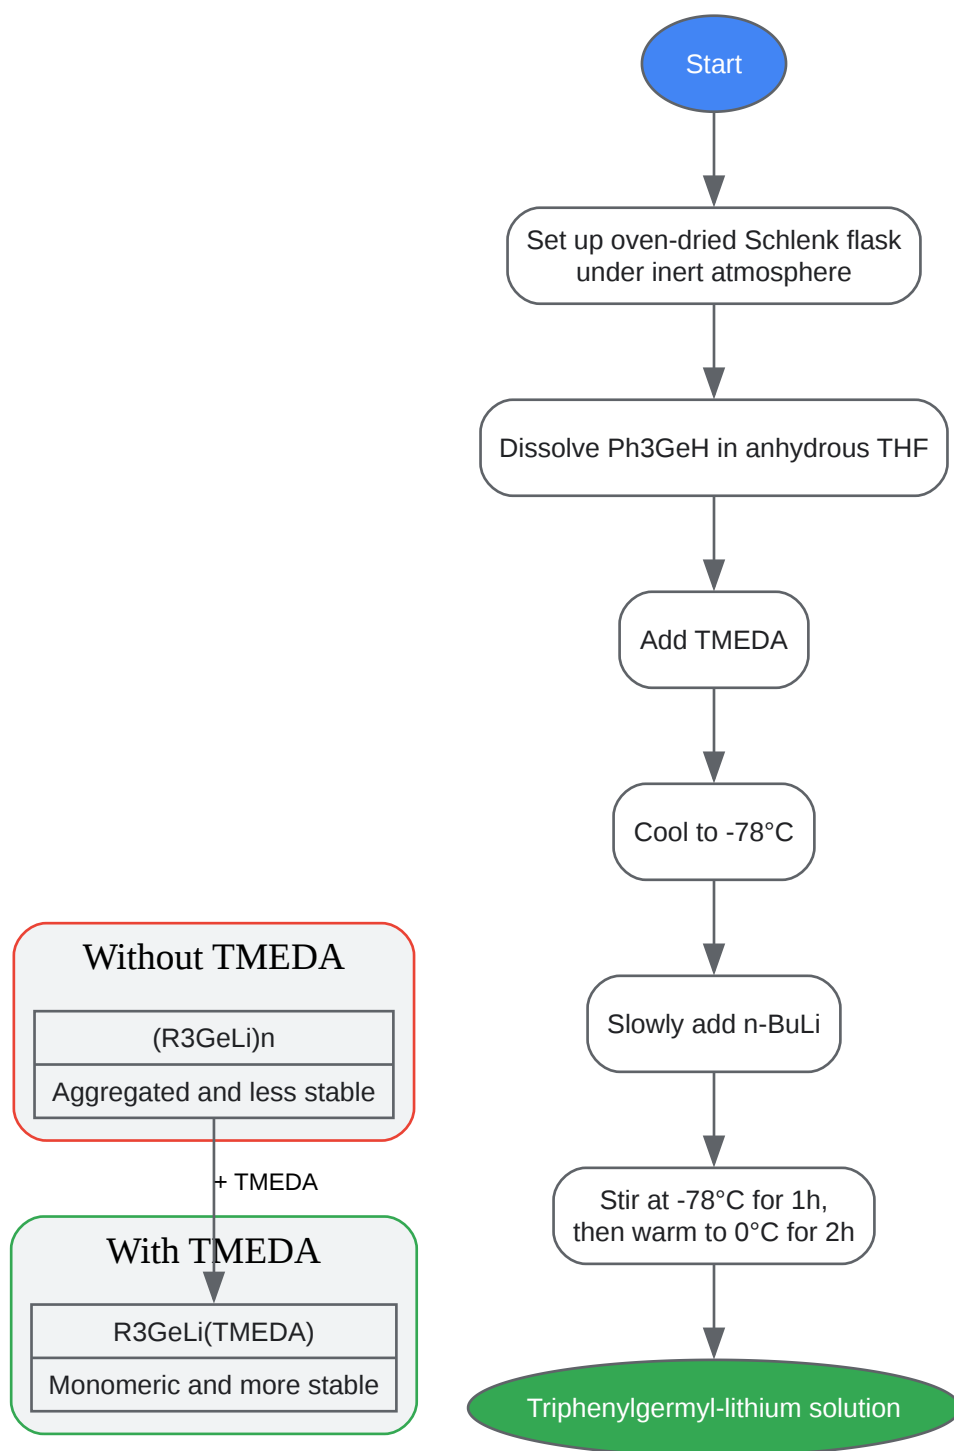 Start
Set up oven-dried Schlenk flask
under inert atmosphere
Dissolve Ph3GeH in anhydrous THF
Add TMEDA
Cool to -78°C
Slowly add n-BuLi
Stir at -78°C for 1h,
then warm to 0°C for 2h
Triphenylgermyl-lithium solution
Without TMEDA
(R3GeLi)n
Aggregated and less stable
+ TMEDA
With TMEDA
R3GeLi(TMEDA)
Monomeric and more stable